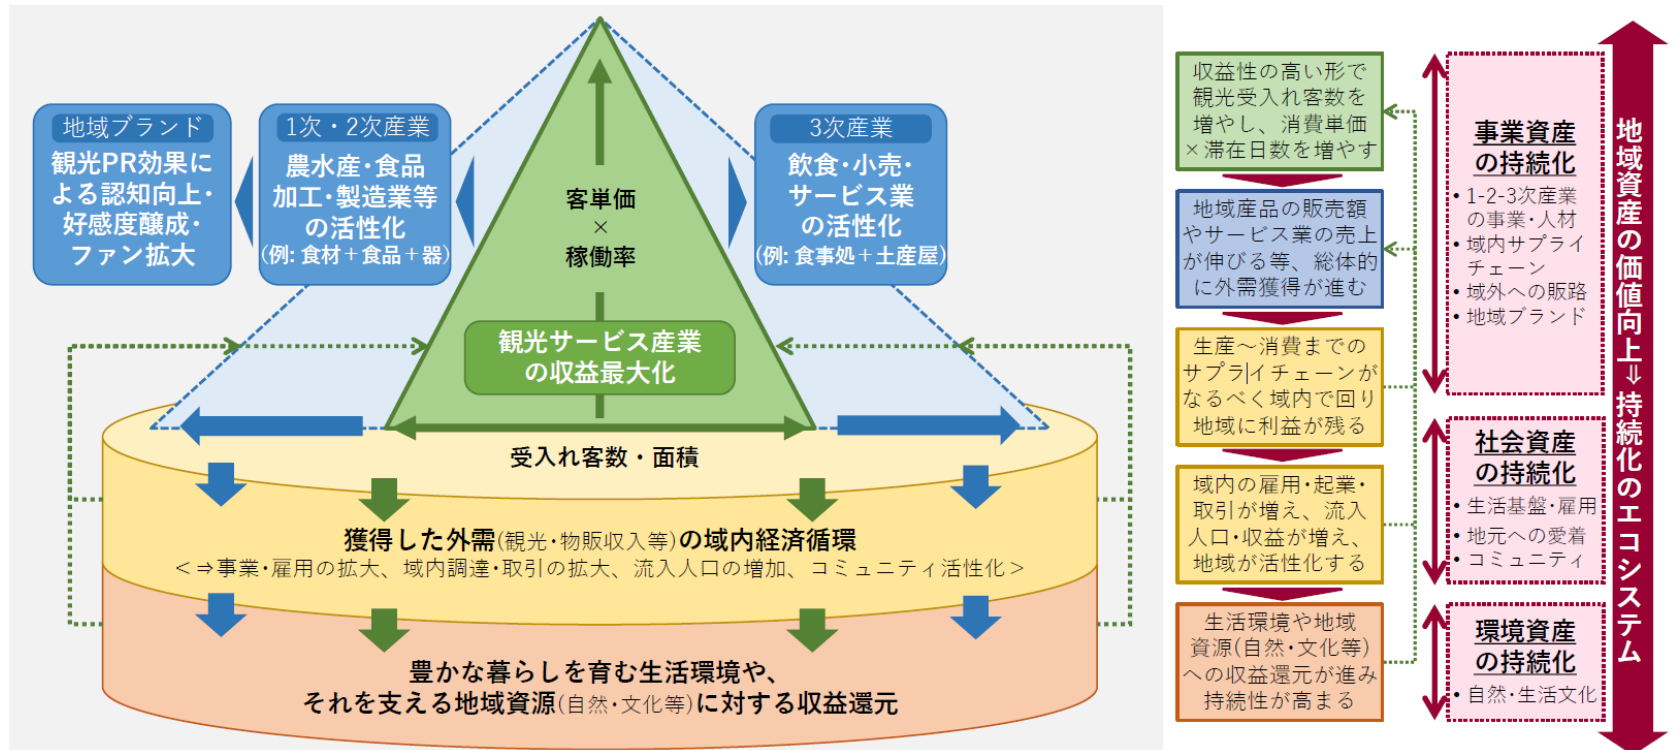 地域ブランド
観光PR効果に
よる認知向上・
好感度醸成・
ファン拡大
1次・2次産業
農水産・食品
加工・製造業等
の活性化
(例: 食材＋食品＋器)
客単価
×
稼働率
3次産業
飲食・小売・
サービス業
の活性化
(例: 食事処＋土産屋)
観光サービス産業
の収益最大化
受入れ客数・面積
獲得した外需(観光・物販収入等)の域内経済循環
＜⇒事業・雇用の拡大、域内調達・取引の拡大、流入人口の増加、コミュニティ活性化＞
豊かな暮らしを育む生活環境や、
それを支える地域資源(自然・文化等)に対する収益還元
収益性の高い形で
観光受入れ客数を
増やし、消費単価
×滞在日数を増やす
地域産品の販売額
やサービス業の売上
が伸びる等、総体的
に外需獲得が進む
生産～消費までの
サプライチェーンが
なるべく域内で回り
地域に利益が残る
域内の雇用・起業・
取引が増え、流入
人口・収益が増え、
地域が活性化する
生活環境や地域
資源(自然・文化等)
への収益還元が進み
持続性が高まる
事業資産
の持続化
• 1-2-3次産業
の事業・人材
• 域内サプライ
チェーン
• 域外への販路
• 地域ブランド
社会資産
の持続化
• 生活基盤・雇用
• 地元への愛着
• コミュニティ
環境資産
の持続化
• 自然・生活文化
地域資産の価値向上⇒持続化のエコシステム